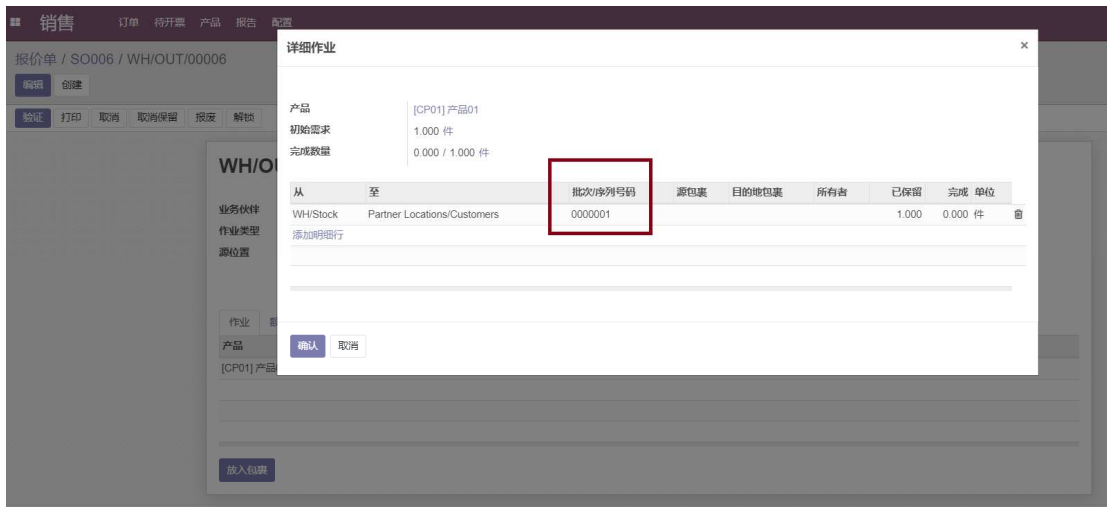 销售 订单 待开票 产品 报告 配置
报价单 / SO006 / WH/OUT/00006
编辑 创建
验证 打印 取消 取消保留 报废 解锁
详细作业 ×
产品 [CP01] 产品01
初始需求 1.000 件
完成数量 0.000 / 1.000 件
从 至 批次/序列号码 源包裹 目的地包裹 所有者 已保留 完成 单位
WH/Stock Partner Locations/Customers 0000001 1.000 0.000 件
添加明细行
确认 取消
WH/OU
业务伙伴
作业类型
源位置
作业
产品
[CP01] 产品
放入包裹